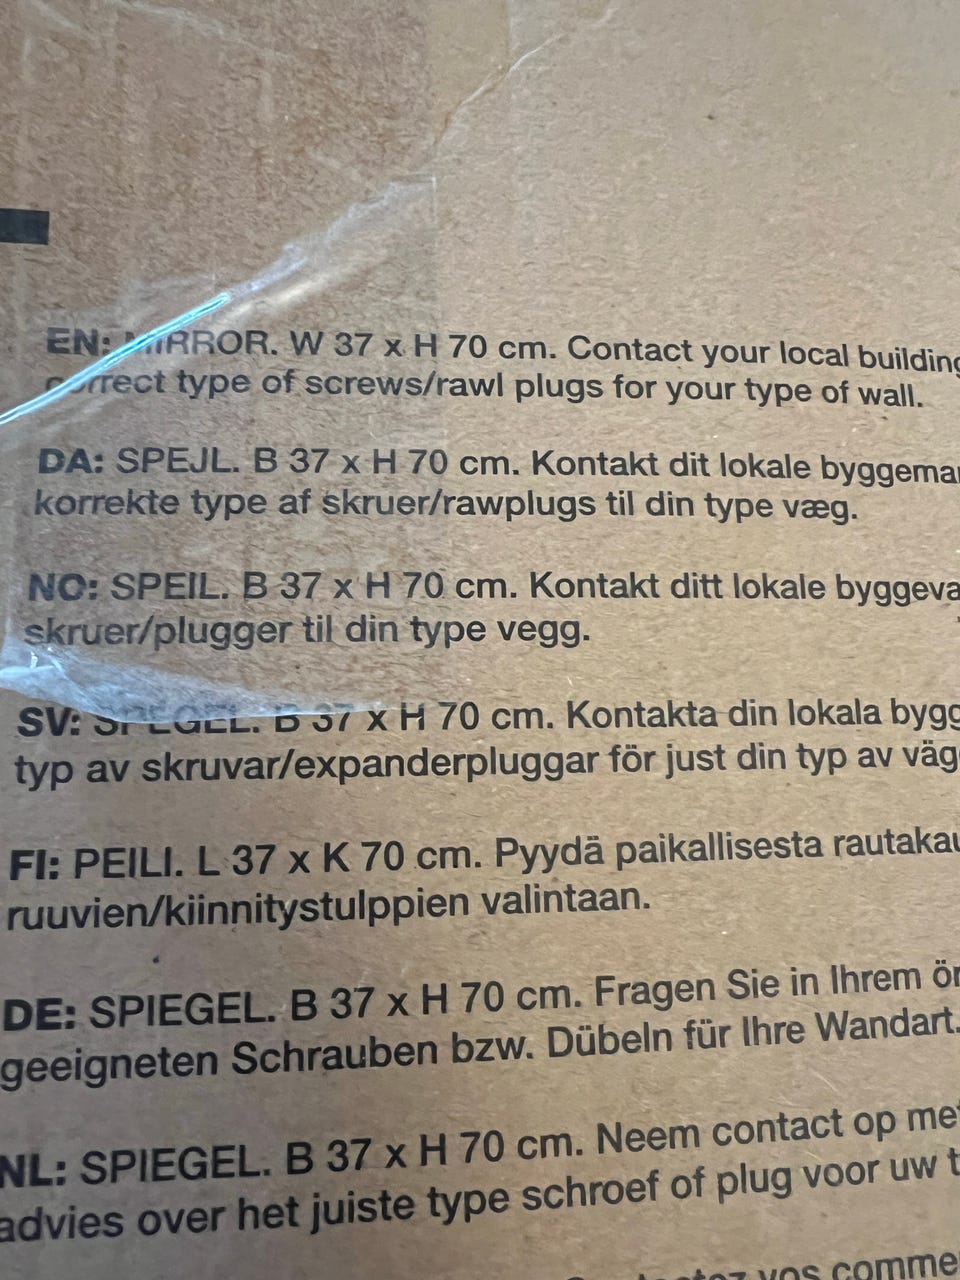 EN: MIRROR. W 37 x H 70 cm. Contact your local building
correct type of screws/rawl plugs for your type of wall.
DA: SPEJL. B 37 x H 70 cm. Kontakt dit lokale byggema
korrekte type af skruer/rawplugs til din type væg.
NO: SPEIL. B 37 x H 70 cm. Kontakt ditt lokale byggeva
skruer/plugger til din type vegg.
SV: SPEGEL. B 37 x H 70 cm. Kontakta din lokala bygg
typ av skruvar/expanderpluggar för just din typ av väg
FI: PEILI. L 37 x K 70 cm. Pyydä paikallisesta rautakau
ruuvien/kiinnitystulppien valintaan.
DE: SPIEGEL. B 37 x H 70 cm. Fragen Sie in Ihrem ör
geeigneten Schrauben bzw. Dübeln für Ihre Wandart.
NL: SPIEGEL. B 37 x H 70 cm. Neem contact op met
advies over het juiste type schroef of plug voor uw t
vos comme